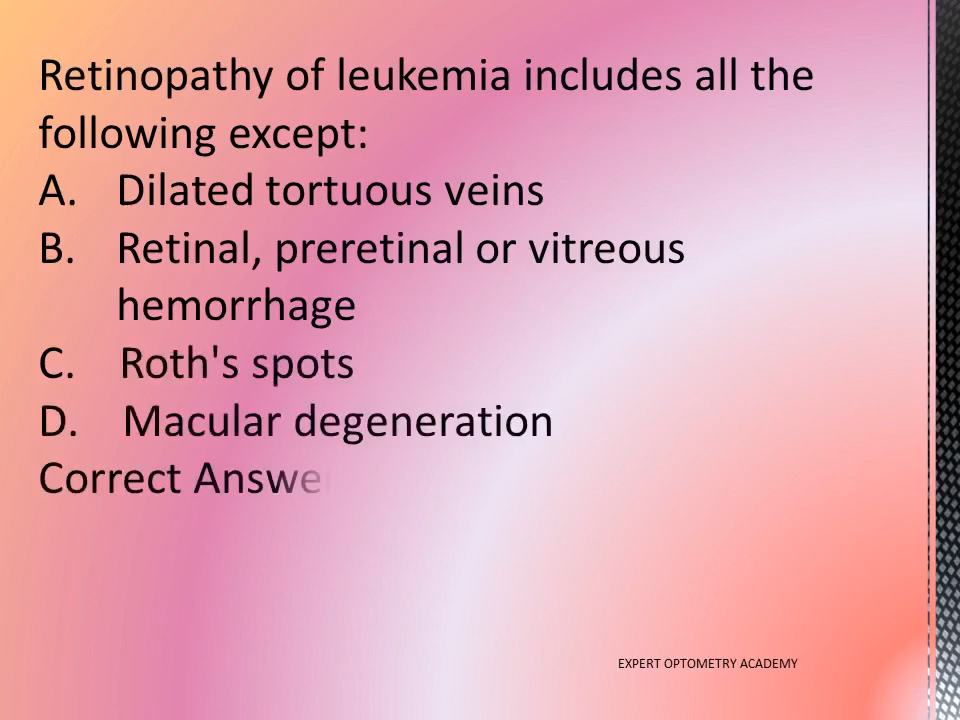 Retinopathy of leukemia includes all the
following except:
A. Dilated tortuous veins
B. Retinal, preretinal or vitreous
hemorrhage
C. Roth's spots
D. Macular degeneration
Correct Answe
EXPERT OPTOMETRY ACADEMY